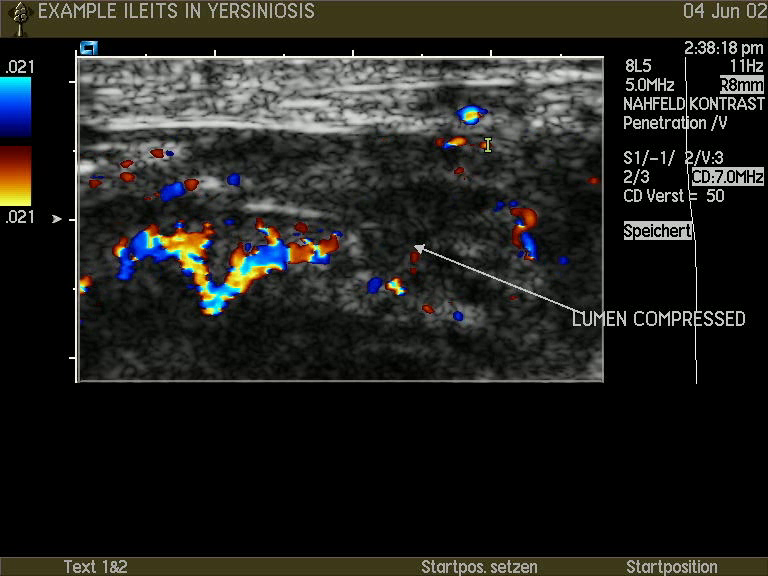 EXAMPLE ILEITS IN YERSINIOSIS
04 Jun 02
2:38:18 pm
8L5 11Hz
5.0MHz R8mm
NAHFELD KONTRAST
Penetration /V
S1/-1/ 2/V:3
2/3 CD:7.0MHz
CD Verst = 50
Speichert
.021
.021
LUMEN COMPRESSED
Text 1&2 Startpos. setzen Startposition